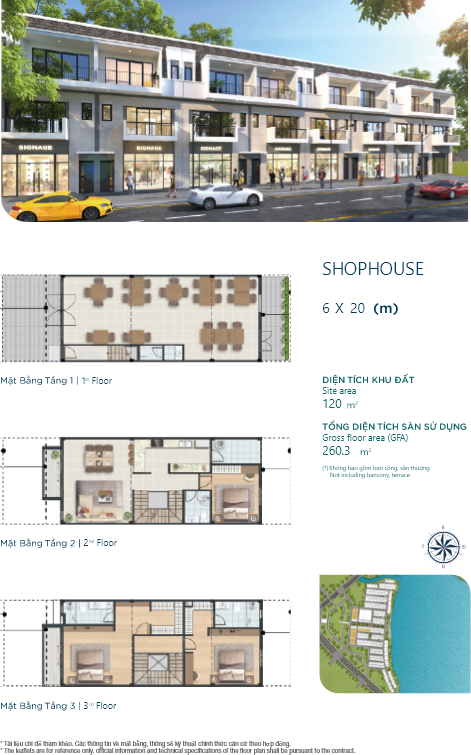 SIGNAGE
SIGNAGE
SIGNAGE
SHOPHOUSE
6 X 20 (m)
Mặt Bằng Tầng 1 | 1st Floor
DIỆN TÍCH KHU ĐẤT
Site area
120 m²
TỔNG DIỆN TÍCH SÀN SỬ DỤNG
Gross floor area (GFA)
260.3 m²
(*) Không bao gồm ban công, sân thượng
Not including bancony, terrace
Mặt Bằng Tầng 2 | 2nd Floor
Mặt Bằng Tầng 3 | 3rd Floor
* Tài liệu chỉ để tham khảo. Các thông tin về mặt bằng, thông số kỹ thuật chính thức căn cứ theo hợp đồng.
* The leaflets are for reference only, official information and technical specifications of the floor plan shall be pursuant to the contract.